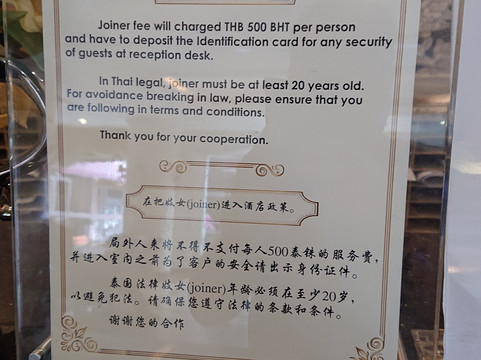 Joiner fee will charged THB 500 BHT per person
and have to deposit the Identification card for any security
of guests at reception desk.
In Thai legal, joiner must be at least 20 years old.
For avoidance breaking in law, please ensure that you
are following in terms and conditions.
Thank you for your cooperation.
在把妓女(joiner)进入酒店政策。
局外人来将不得不支付每人500泰铢的服务费,
并进入室内之前为了客户的安全请出示身份证件。
泰国法律妓女(joiner)年龄必须在至少20岁,
以避免犯法。请确保您遵守法律的条款和条件。
谢谢您的合作